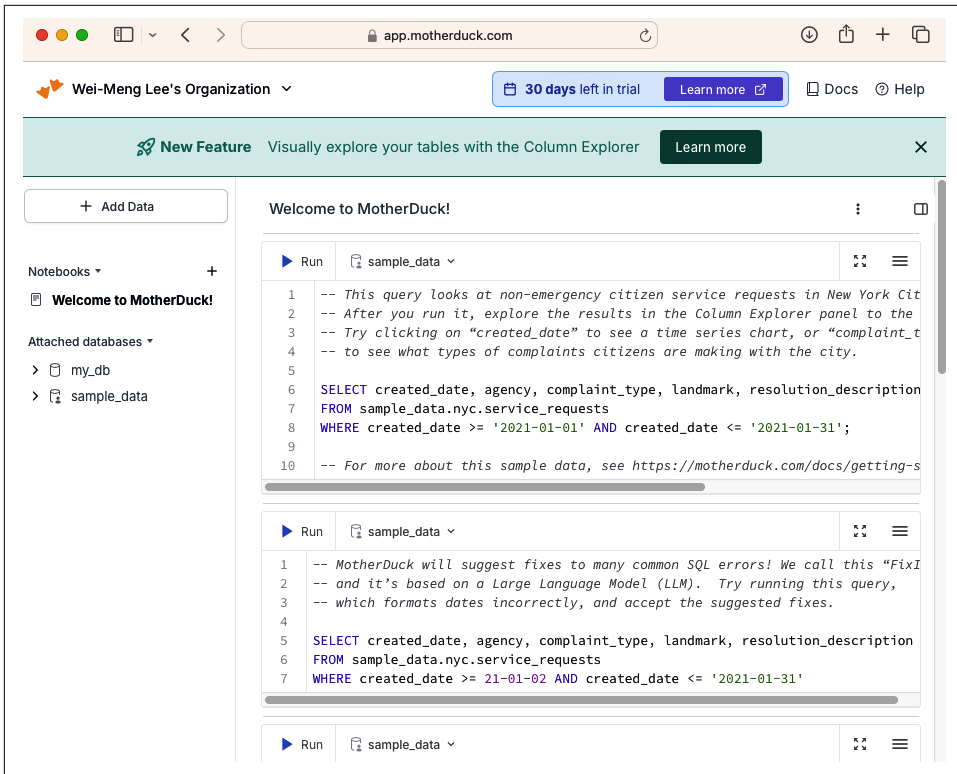 app.motherduck.com
Wei-Meng Lee's Organization
30 days left in trial
Learn more
Docs
Help
New Feature Visually explore your tables with the Column Explorer
Learn more
+ Add Data
Notebooks
Welcome to MotherDuck!
Attached databases
my_db
sample_data
Welcome to MotherDuck!
Run sample_data
1 -- This query looks at non-emergency citizen service requests in New York Cit
2 -- After you run it, explore the results in the Column Explorer panel to the
3 -- Try clicking on “created_date” to see a time series chart, or “complaint_t
4 -- to see what types of complaints citizens are making with the city.
5
6 SELECT created_date, agency, complaint_type, landmark, resolution_description
7 FROM sample_data.nyc.service_requests
8 WHERE created_date >= '2021-01-01' AND created_date <= '2021-01-31';
9
10 -- For more about this sample data, see https://motherduck.com/docs/getting-s
Run sample_data
1 -- MotherDuck will suggest fixes to many common SQL errors! We call this “FixI
2 -- and it’s based on a Large Language Model (LLM).  Try running this query,
3 -- which formats dates incorrectly, and accept the suggested fixes.
4
5 SELECT created_date, agency, complaint_type, landmark, resolution_description
6 FROM sample_data.nyc.service_requests
7 WHERE created_date >= 21-01-02 AND created_date <= '2021-01-31'
Run sample_data